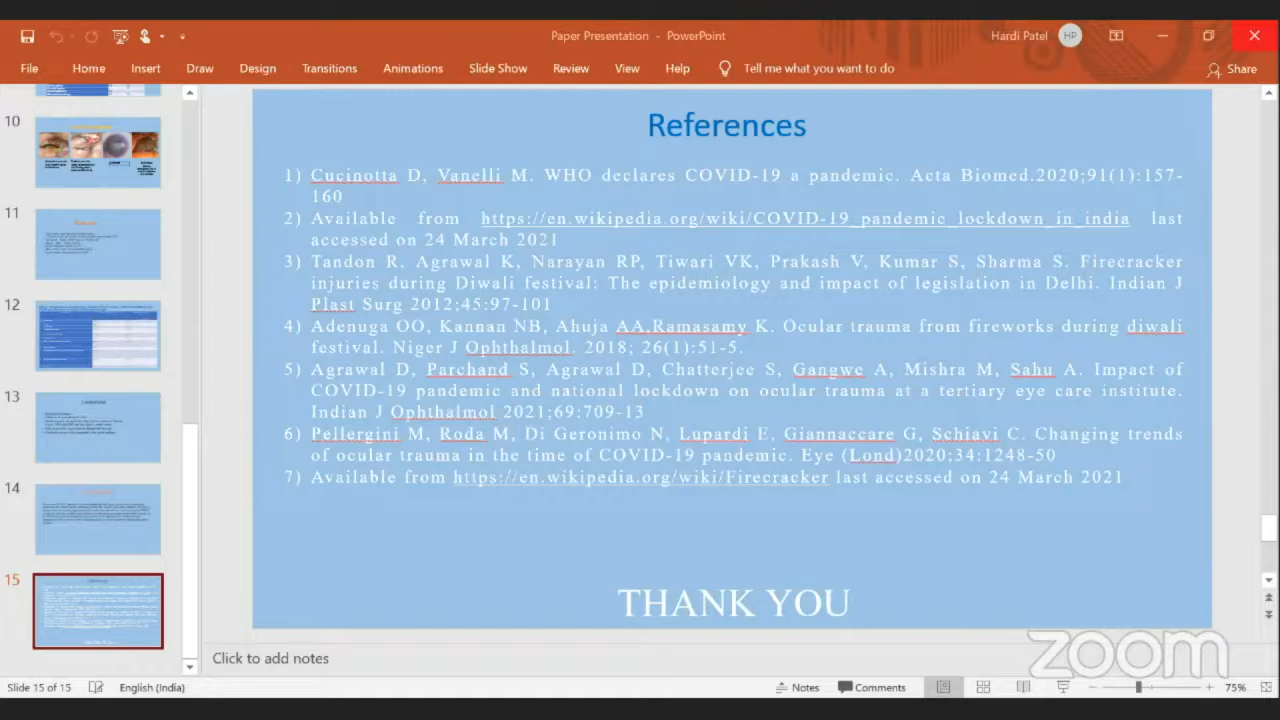 Paper Presentation - PowerPoint
Hardi Patel HP
File Home Insert Draw Design Transitions Animations Slide Show Review View Help Tell me what you want to do Share
10
11
12
13
14
15
References
1) Cucinotta D, Vanelli M. WHO declares COVID-19 a pandemic. Acta Biomed.2020;91(1):157-
160
2) Available from https://en.wikipedia.org/wiki/COVID-19_pandemic_lockdown_in_india last
accessed on 24 March 2021
3) Tandon R, Agrawal K, Narayan RP, Tiwari VK, Prakash V, Kumar S, Sharma S. Firecracker
injuries during Diwali festival: The epidemiology and impact of legislation in Delhi. Indian J
Plast Surg 2012;45:97-101
4) Adenuga OO, Kannan NB, Ahuja AA,Ramasamy K. Ocular trauma from fireworks during diwali
festival. Niger J Ophthalmol. 2018; 26(1):51-5.
5) Agrawal D, Parchand S, Agrawal D, Chatterjee S, Gangwe A, Mishra M, Sahu A. Impact of
COVID-19 pandemic and national lockdown on ocular trauma at a tertiary eye care institute.
Indian J Ophthalmol 2021;69:709-13
6) Pellergini M, Roda M, Di Geronimo N, Lupardi E, Giannaccare G, Schiavi C. Changing trends
of ocular trauma in the time of COVID-19 pandemic. Eye (Lond)2020;34:1248-50
7) Available from https://en.wikipedia.org/wiki/Firecracker last accessed on 24 March 2021
THANK YOU
zoom
Click to add notes
Slide 15 of 15 English (India) Notes Comments 75%